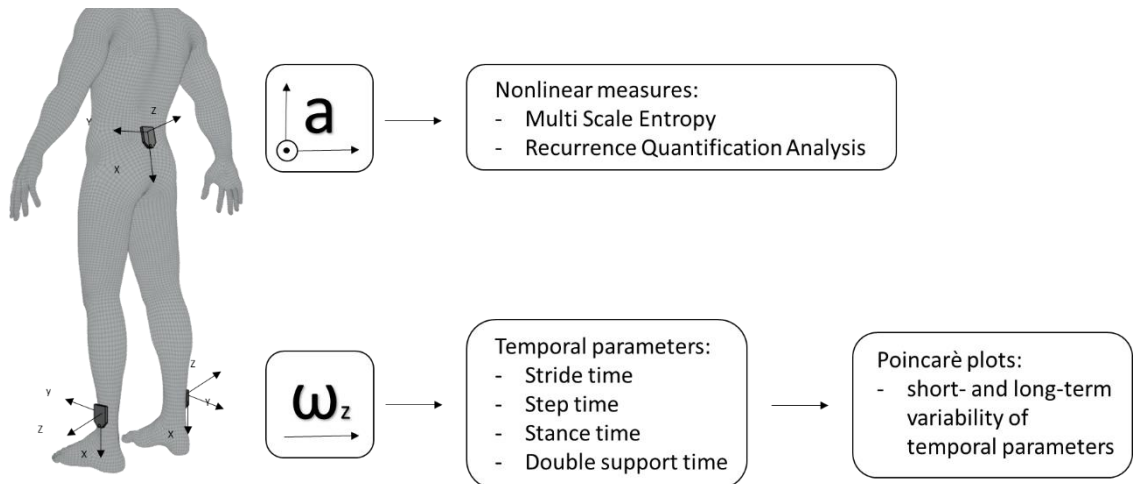 Z
Y
X
a
Nonlinear measures:
- Multi Scale Entropy
- Recurrence Quantification Analysis
Z
Y
X
Y
Z
X
ωz
Temporal parameters:
- Stride time
- Step time
- Stance time
- Double support time
Poincarè plots:
- short- and long-term
variability of
temporal parameters